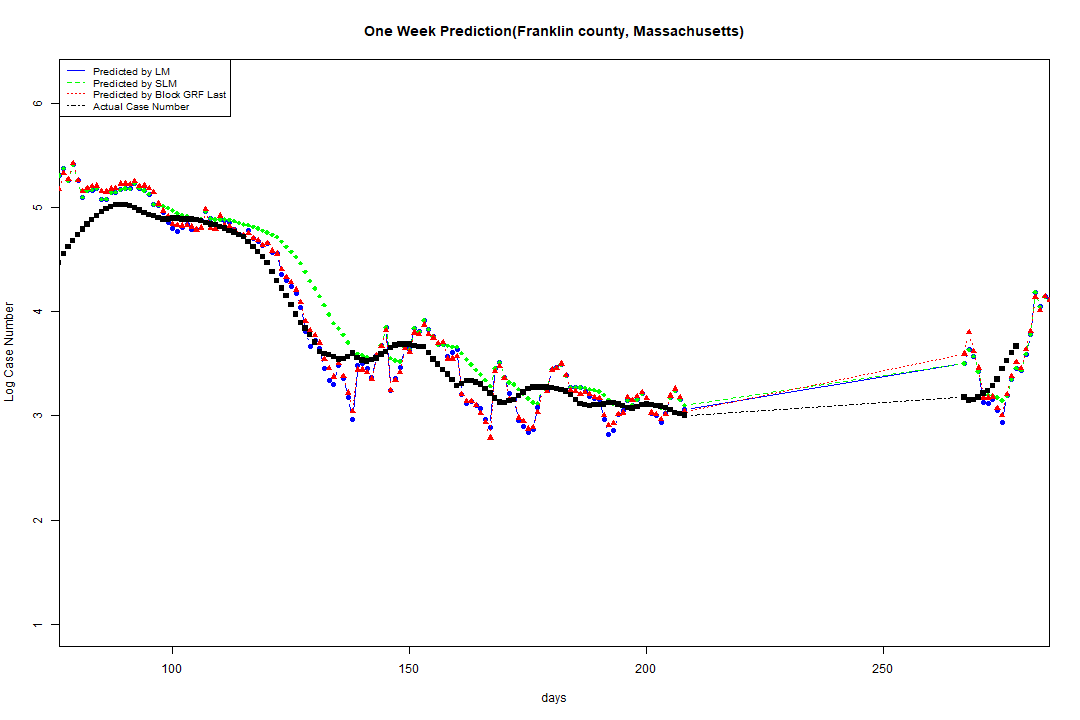 One Week Prediction(Franklin county, Massachusetts)
Predicted by LM
Predicted by SLM
Predicted by Block GRF Last
Actual Case Number
6
5
4
3
2
1
Log Case Number
100 150 200 250
days